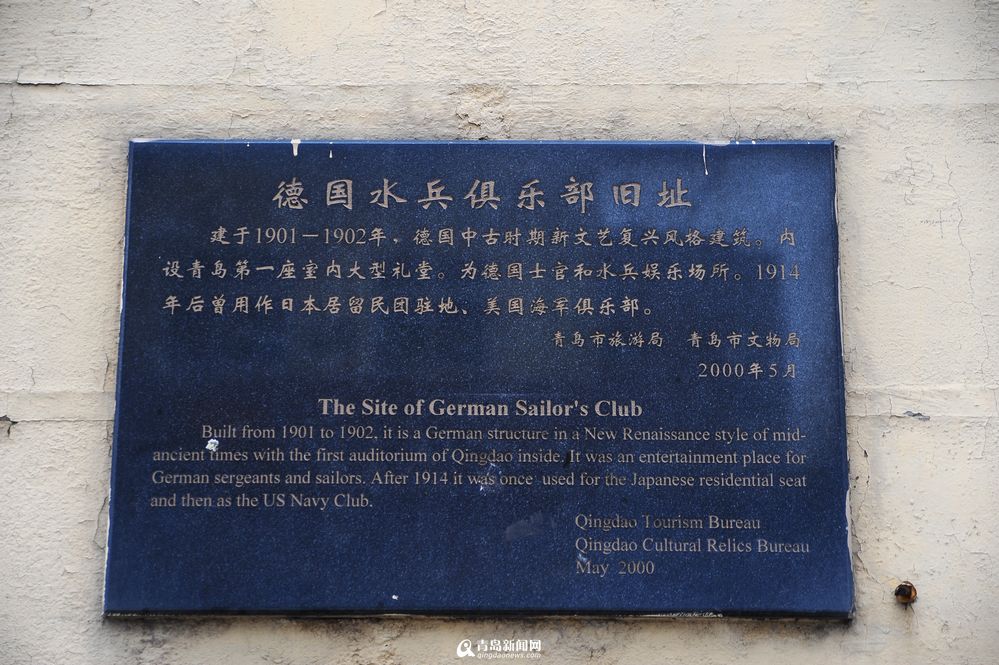 德国水兵俱乐部旧址
建于1901－1902年，德国中古时期新文艺复兴风格建筑。内
设青岛第一座室内大型礼堂。为德国士官和水兵娱乐场所。1914
年后曾用作日本居留民团驻地、美国海军俱乐部。
青岛市旅游局 青岛市文物局
2000年5月
The Site of German Sailor's Club
Built from 1901 to 1902, it is a German structure in a New Renaissance style of mid-
ancient times with the first auditorium of Qingdao inside. It was an entertainment place for
German sergeants and sailors. After 1914 it was once used for the Japanese residential seat
and then as the US Navy Club.
Qingdao Tourism Bureau
Qingdao Cultural Relics Bureau
May 2000
青岛新闻网
qingdaonews.com